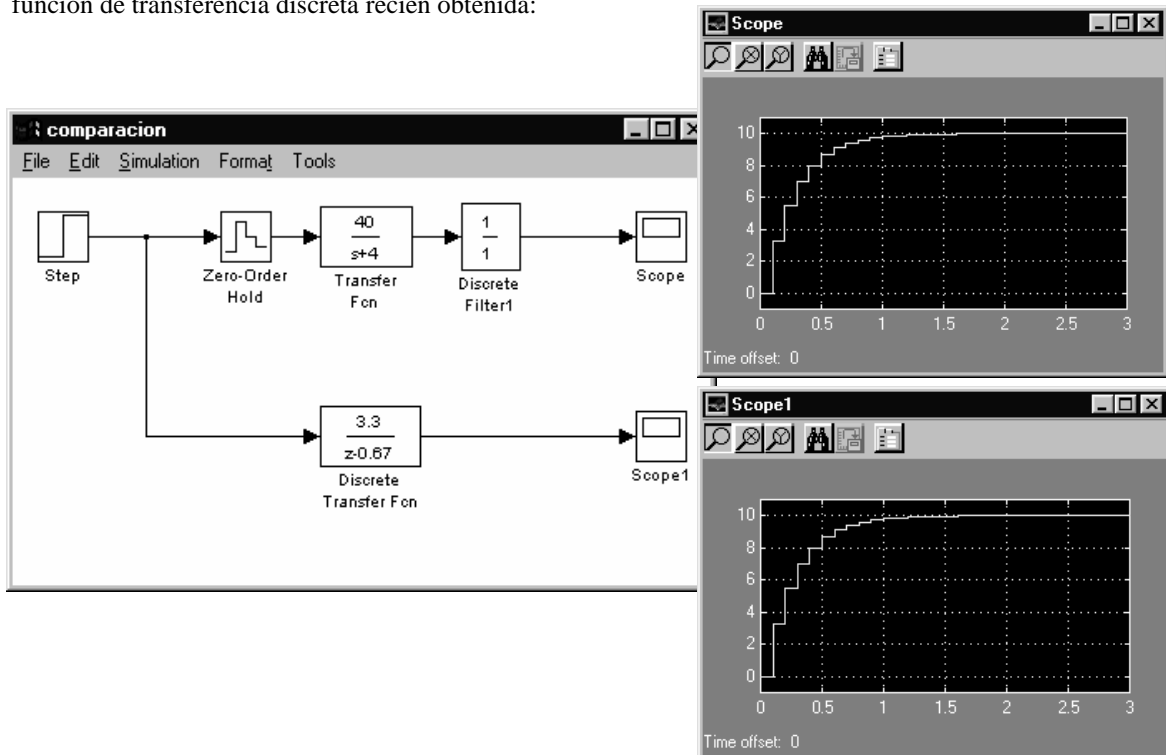 función de transferencia discreta recién obtenida:
comparacion
File Edit Simulation Format Tools
Step
Zero-Order
Hold
40
s+4
Transfer
Fcn
1
1
Discrete
Filter1
Scope
3.3
z-0.67
Discrete
Transfer Fcn
Scope1
Scope
10
8
6
4
2
0
0 0.5 1 1.5 2 2.5 3
Time offset: 0
Scope1
10
8
6
4
2
0
0 0.5 1 1.5 2 2.5 3
Time offset: 0